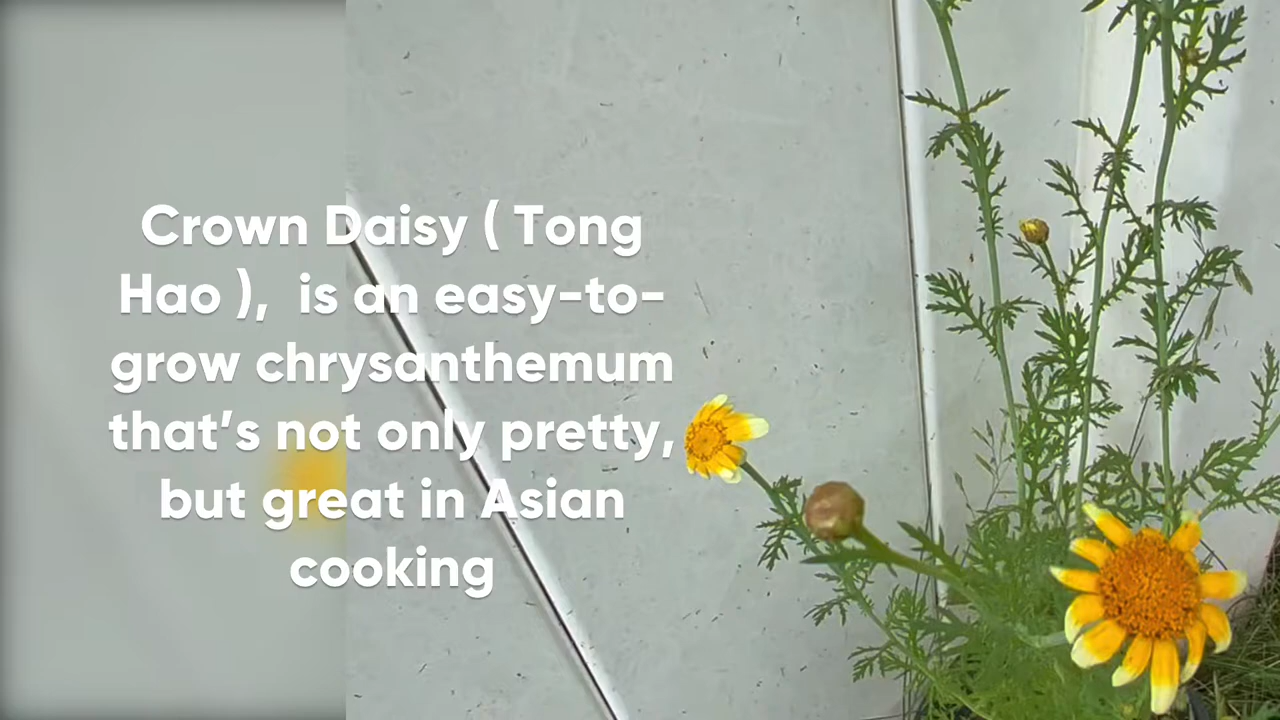 Crown Daisy ( Tong
Hao ),  is an easy-to-
grow chrysanthemum
that’s not only pretty,
but great in Asian
cooking